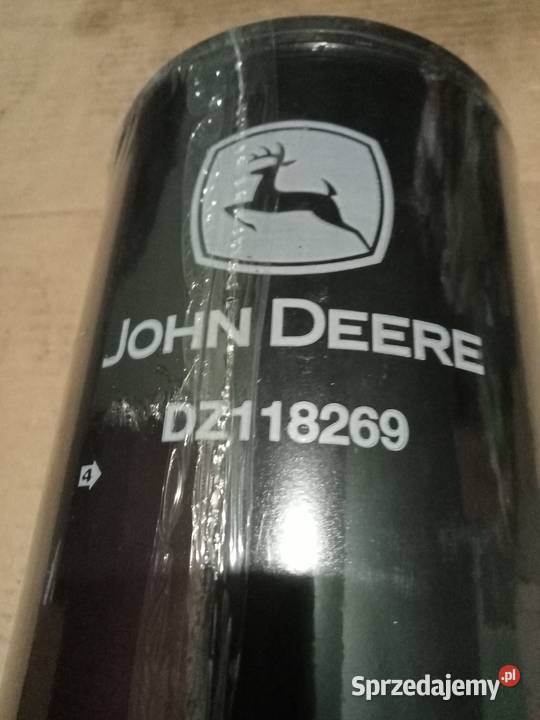 JOHN DEERE
DZ118269
4
Sprzedajemy.pl